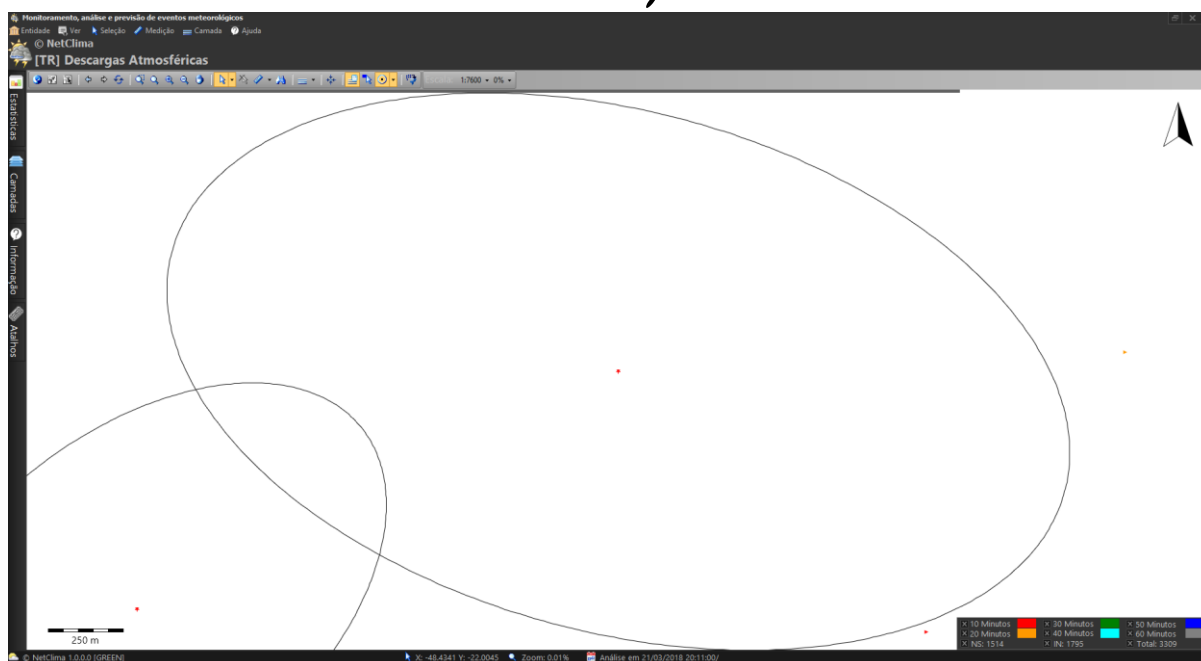 Monitoramento, análise e previsão de eventos meteorológicos
Entidade Ver Seleção Medição Camada Ajuda
© NetClima
[TR] Descargas Atmosféricas
1:7600 0%
Estatísticas
Camadas
Informação
Atalhos
250 m
× 10 Minutos × 30 Minutos × 50 Minutos
× 20 Minutos × 40 Minutos × 60 Minutos
× NS: 1514 × IN: 1795 × Total: 3309
© NetClima 1.0.0.0 [GREEN] X: -48.4341 Y: -22.0045 Zoom: 0.01% Análise em 21/03/2018 20:11:00/